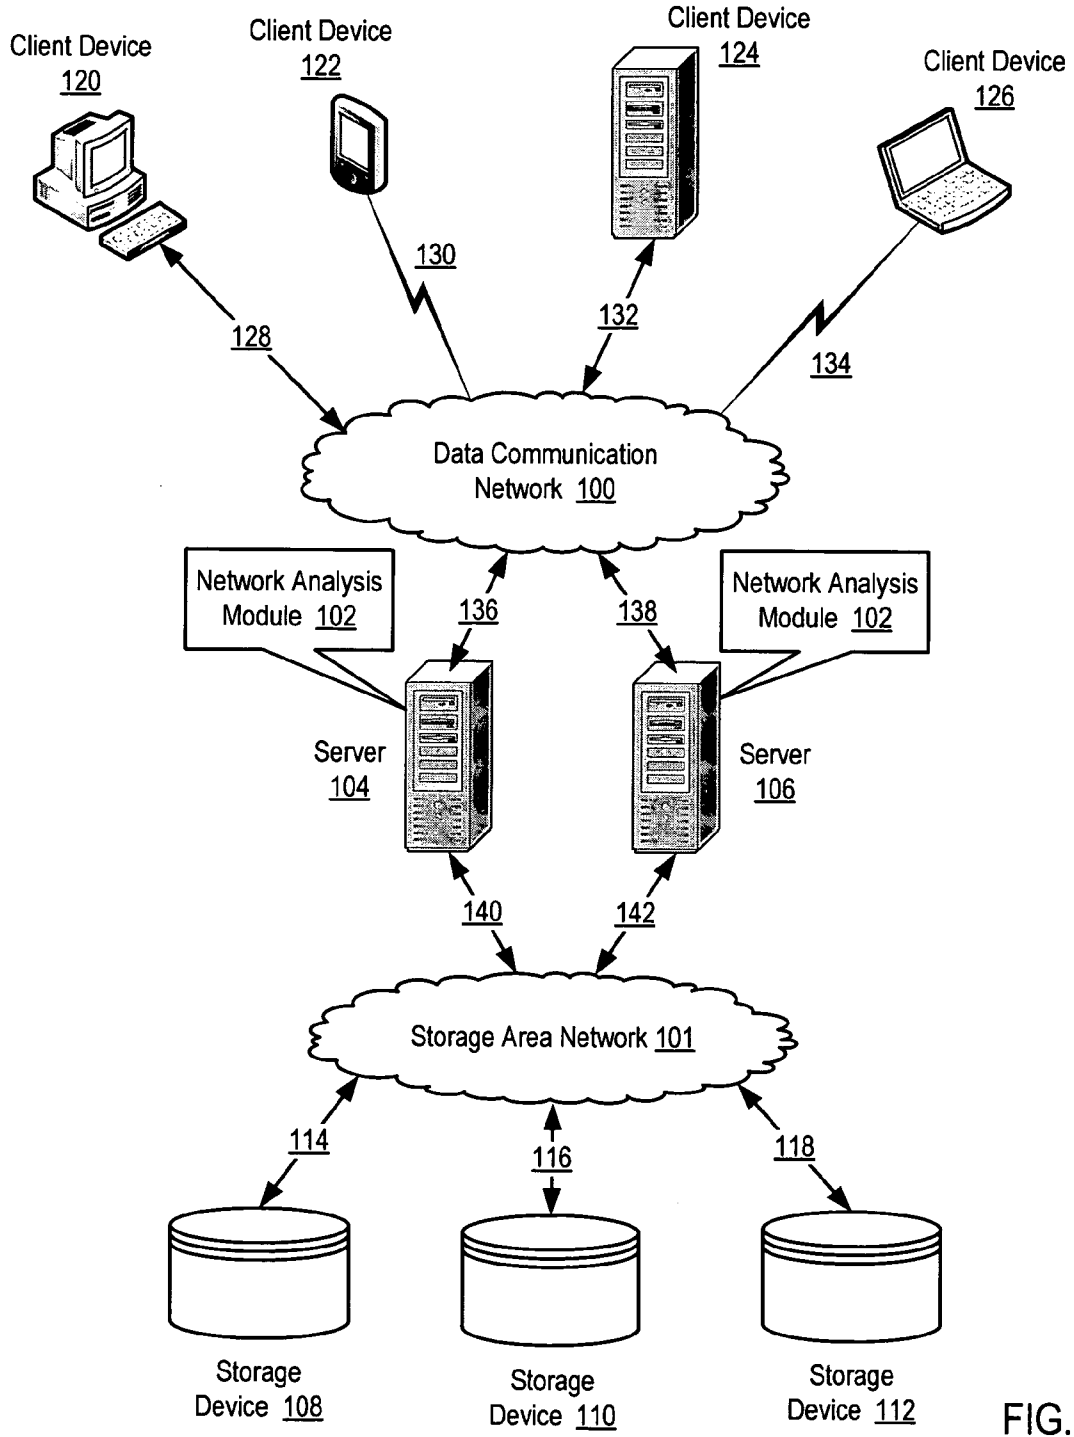 Client Device
120
Client Device
122
Client Device
124
Client Device
126
128
130
132
134
Data Communication
Network 100
Network Analysis
Module 102
136
138
Network Analysis
Module 102
Server
104
Server
106
140
142
Storage Area Network 101
114
116
118
Storage
Device 108
Storage
Device 110
Storage
Device 112
FIG.